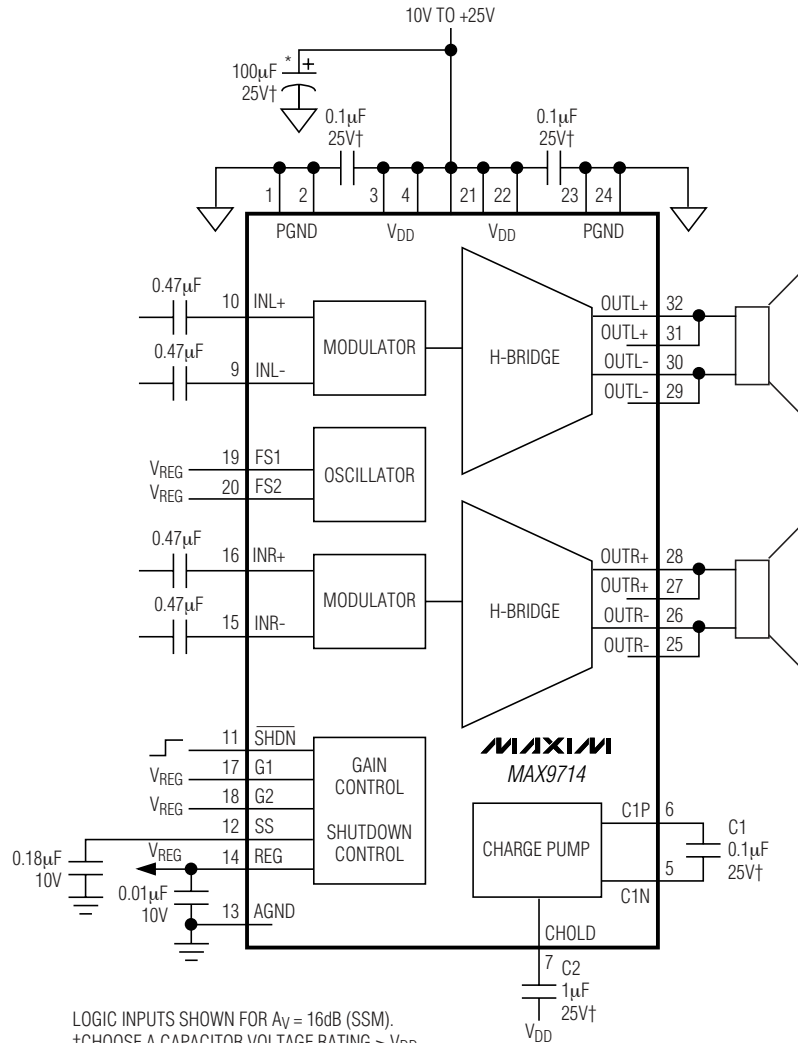 10V TO +25V
* +
100µF
25V†
0.1µF
25V†
0.1µF
25V†
1 2 3 4 21 22 23 24
PGND VDD VDD PGND
0.47µF
10 INL+
0.47µF
9 INL-
MODULATOR
H-BRIDGE
OUTL+ 32
OUTL+ 31
OUTL- 30
OUTL- 29
VREG 19 FS1
VREG 20 FS2
OSCILLATOR
0.47µF
16 INR+
0.47µF
15 INR-
MODULATOR
H-BRIDGE
OUTR+ 28
OUTR+ 27
OUTR- 26
OUTR- 25
11 SHDN
VREG 17 G1
VREG 18 G2
12 SS
VREG 14 REG
13 AGND
GAIN
CONTROL
SHUTDOWN
CONTROL
0.18µF
10V
0.01µF
10V
MAXIM
MAX9714
CHARGE PUMP
C1P 6
C1
0.1µF
25V†
5
C1N
CHOLD
7 C2
1µF
25V†
VDD
LOGIC INPUTS SHOWN FOR AV = 16dB (SSM).